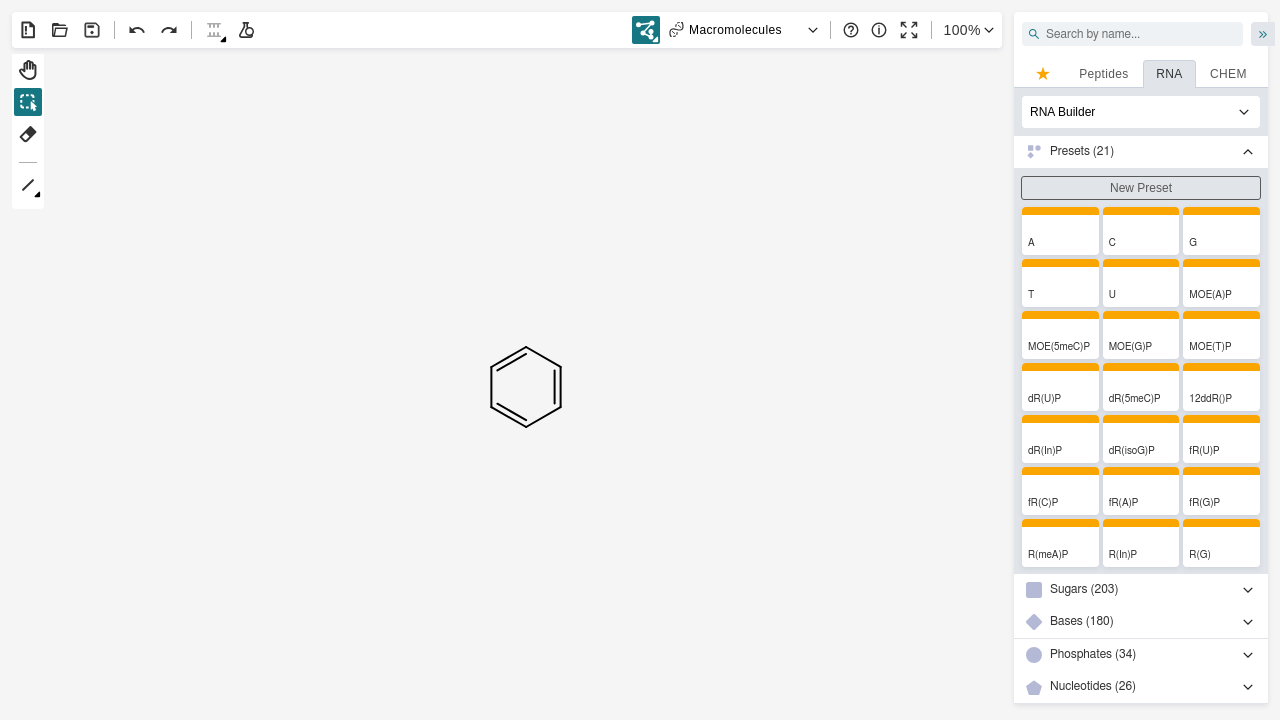 Macromolecules
100%
Search by name...
Peptides
RNA
CHEM
RNA Builder
Presets (21)
New Preset
A
C
G
T
U
MOE(A)P
MOE(5meC)P
MOE(G)P
MOE(T)P
dR(U)P
dR(5meC)P
12ddR()P
dR(In)P
dR(isoG)P
fR(U)P
fR(C)P
fR(A)P
fR(G)P
R(meA)P
R(In)P
R(G)
Sugars (203)
Bases (180)
Phosphates (34)
Nucleotides (26)